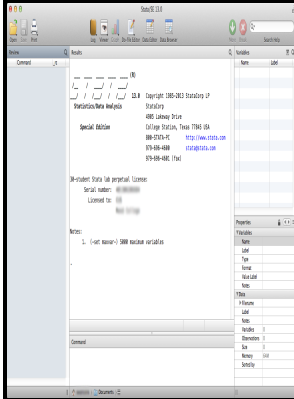 Stata/SE 13.0
Open Save Print Log Viewer Graph Do-file Editor Data Editor Data Browser More Break Search Help
Review
Command _rc
Results
(R)
13.0 Copyright 1985-2013 StataCorp LP
Statistics/Data Analysis StataCorp
4905 Lakeway Drive
Special Edition College Station, Texas 77845 USA
800-STATA-PC http://www.stata.com
979-696-4600 stata@stata.com
979-696-4601 (fax)
30-student Stata lab perpetual license:
Serial number:
Licensed to:
Notes:
1. (-set maxvar-) 5000 maximum variables
.
Command
Documents
Variables
Name Label
Properties
Variables
Name
Label
Type
Format
Value Label
Notes
Data
Filename
Label
Notes
Variables 0
Observations 0
Size 0
Memory
Sorted by